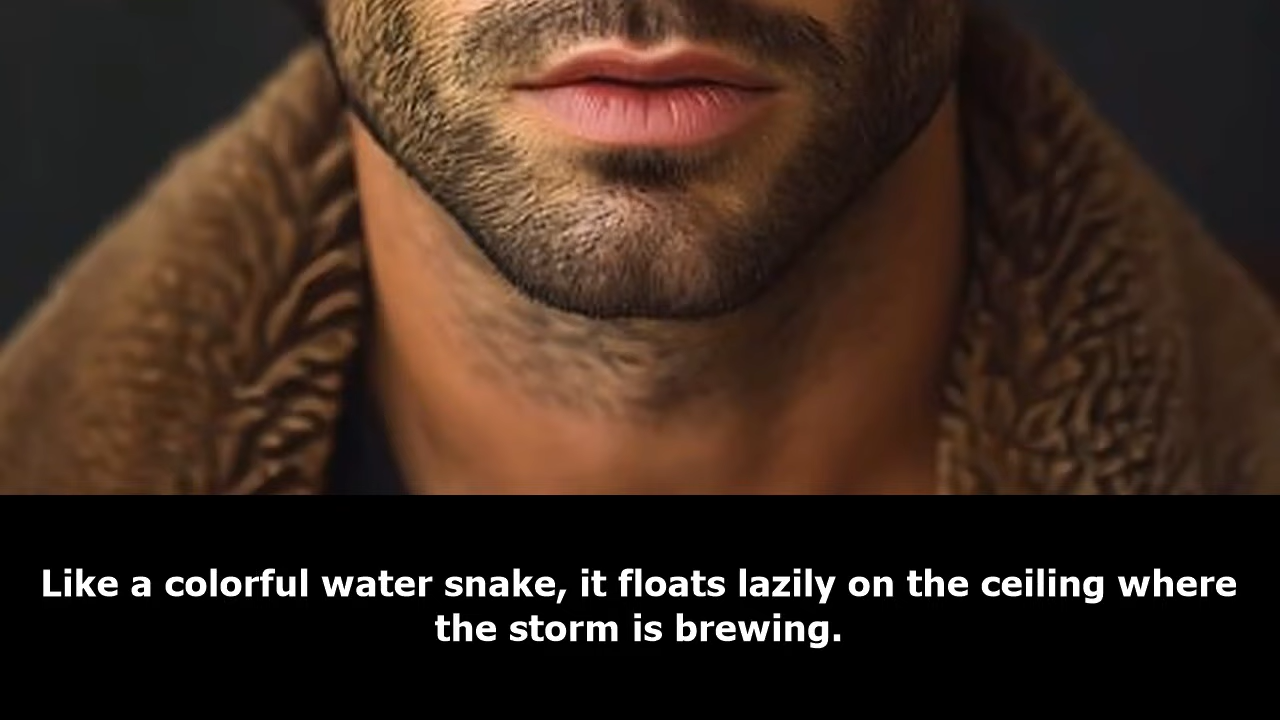 Like a colorful water snake, it floats lazily on the ceiling where
the storm is brewing.